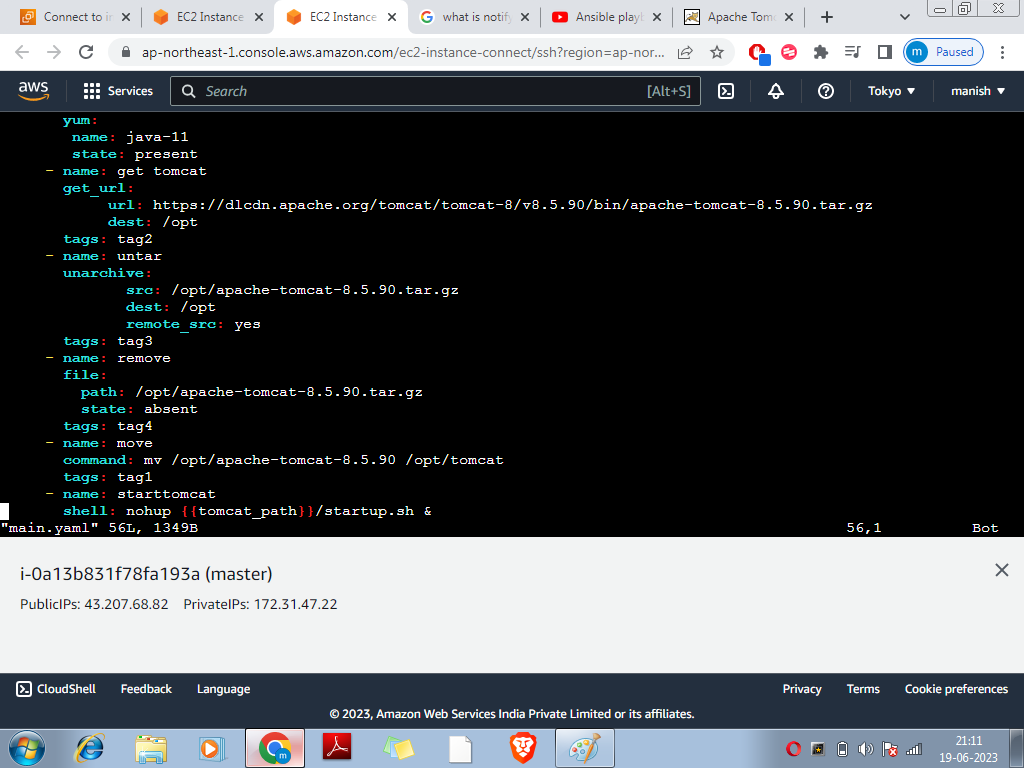 Connect to in
EC2 Instance
EC2 Instance
what is notify
Ansible playb
Apache Tomc
ap-northeast-1.console.aws.amazon.com/ec2-instance-connect/ssh?region=ap-nor...
m Paused
aws
Services
Search
[Alt+S]
Tokyo
manish
yum:
name: java-11
state: present
- name: get tomcat
get_url:
url: https://dlcdn.apache.org/tomcat/tomcat-8/v8.5.90/bin/apache-tomcat-8.5.90.tar.gz
dest: /opt
tags: tag2
- name: untar
unarchive:
src: /opt/apache-tomcat-8.5.90.tar.gz
dest: /opt
remote_src: yes
tags: tag3
- name: remove
file:
path: /opt/apache-tomcat-8.5.90.tar.gz
state: absent
tags: tag4
- name: move
command: mv /opt/apache-tomcat-8.5.90 /opt/tomcat
tags: tag1
- name: starttomcat
shell: nohup {{tomcat_path}}/startup.sh &
"main.yaml" 56L, 1349B 56,1 Bot
i-0a13b831f78fa193a (master)
PublicIPs: 43.207.68.82 PrivateIPs: 172.31.47.22
CloudShell Feedback Language Privacy Terms Cookie preferences
© 2023, Amazon Web Services India Private Limited or its affiliates.
m
21:11
19-06-2023